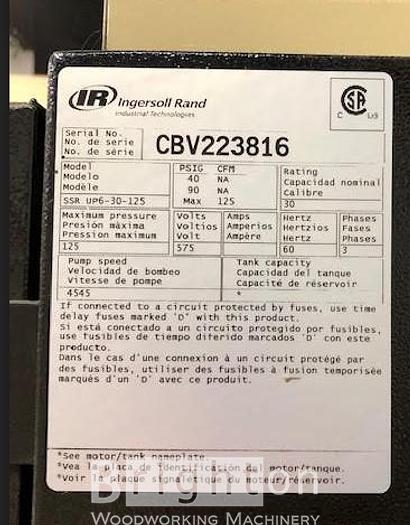 IR Ingersoll Rand
Industrial Technologies
CSA
C US
Serial No.
No. de serie
No. de série
CBV223816
Model
Modelo
Modèle
SSR UP6-30-125
PSIG CFM
40 NA
90 NA
Max 125
Rating
Capacidad nominal
Calibre
30
Maximum pressure
Presión máxima
Pression maximum
125
Volts
Voltios
Volt
575
Amps
Amperios
Ampère
Hertz
Hertzios
Hertz
60
Phases
Fases
Phases
3
Pump speed
Velocidad de bombeo
Vitesse de pompe
4545
Tank capacity
Capacidad del tanque
Capacité de réservoir
*
If connected to a circuit protected by fuses, use time
delay fuses marked 'D' with this product.
Si está conectado a un circuito protegido por fusibles,
use fusibles de tiempo diferido marcados 'D' con este
producto.
Dans le cas d'une connexion à un circuit protégé par
des fusibles, utiliser des fusibles à fusion temporisée
marqués d'un 'D' avec ce produit.
*See motor/tank nameplate.
*Vea la placa de identificación del motor/tanque.
*Voir la plaque signalétique du moteur/réservoir.
Brighton
WOODWORKING MACHINERY